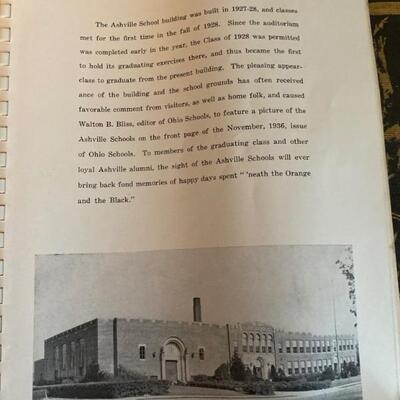 The Ashville School building was built in 1927-28, and classes
met for the first time in the fall of 1928. Since the auditorium
was completed early in the year, the Class of 1928 was permitted
to hold its graduating exercises there, and thus became the first
class to graduate from the present building. The pleasing appear-
ance of the building and the school grounds has often received
favorable comment from visitors, as well as home folk, and caused
Walton B. Bliss, editor of Ohio Schools, to feature a picture of the
Ashville Schools on the front page of the November, 1936, issue
of Ohio Schools. To members of the graduating class and other
loyal Ashville alumni, the sight of the Ashville Schools will ever
bring back fond memories of happy days spent " 'neath the Orange
and the Black."